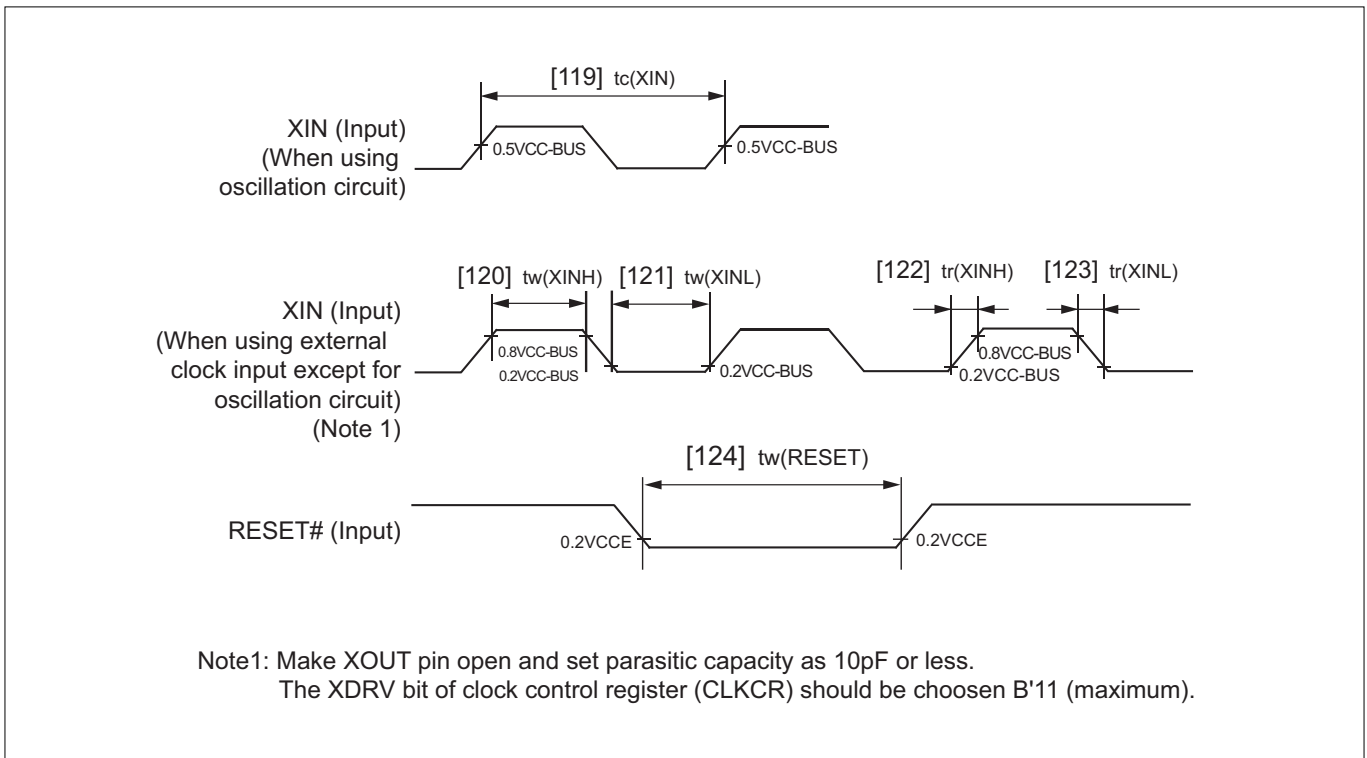 [119] tc(XIN)
XIN (Input)
(When using
oscillation circuit)
0.5VCC-BUS
0.5VCC-BUS
[120] tw(XINH)
[121] tw(XINL)
[122] tr(XINH)
[123] tr(XINL)
XIN (Input)
(When using external
clock input except for
oscillation circuit)
(Note 1)
0.8VCC-BUS
0.2VCC-BUS
0.2VCC-BUS
0.8VCC-BUS
0.2VCC-BUS
[124] tw(RESET)
RESET# (Input)
0.2VCCE
0.2VCCE
Note1: Make XOUT pin open and set parasitic capacity as 10pF or less.
The XDRV bit of clock control register (CLKCR) should be choosen B'11 (maximum).